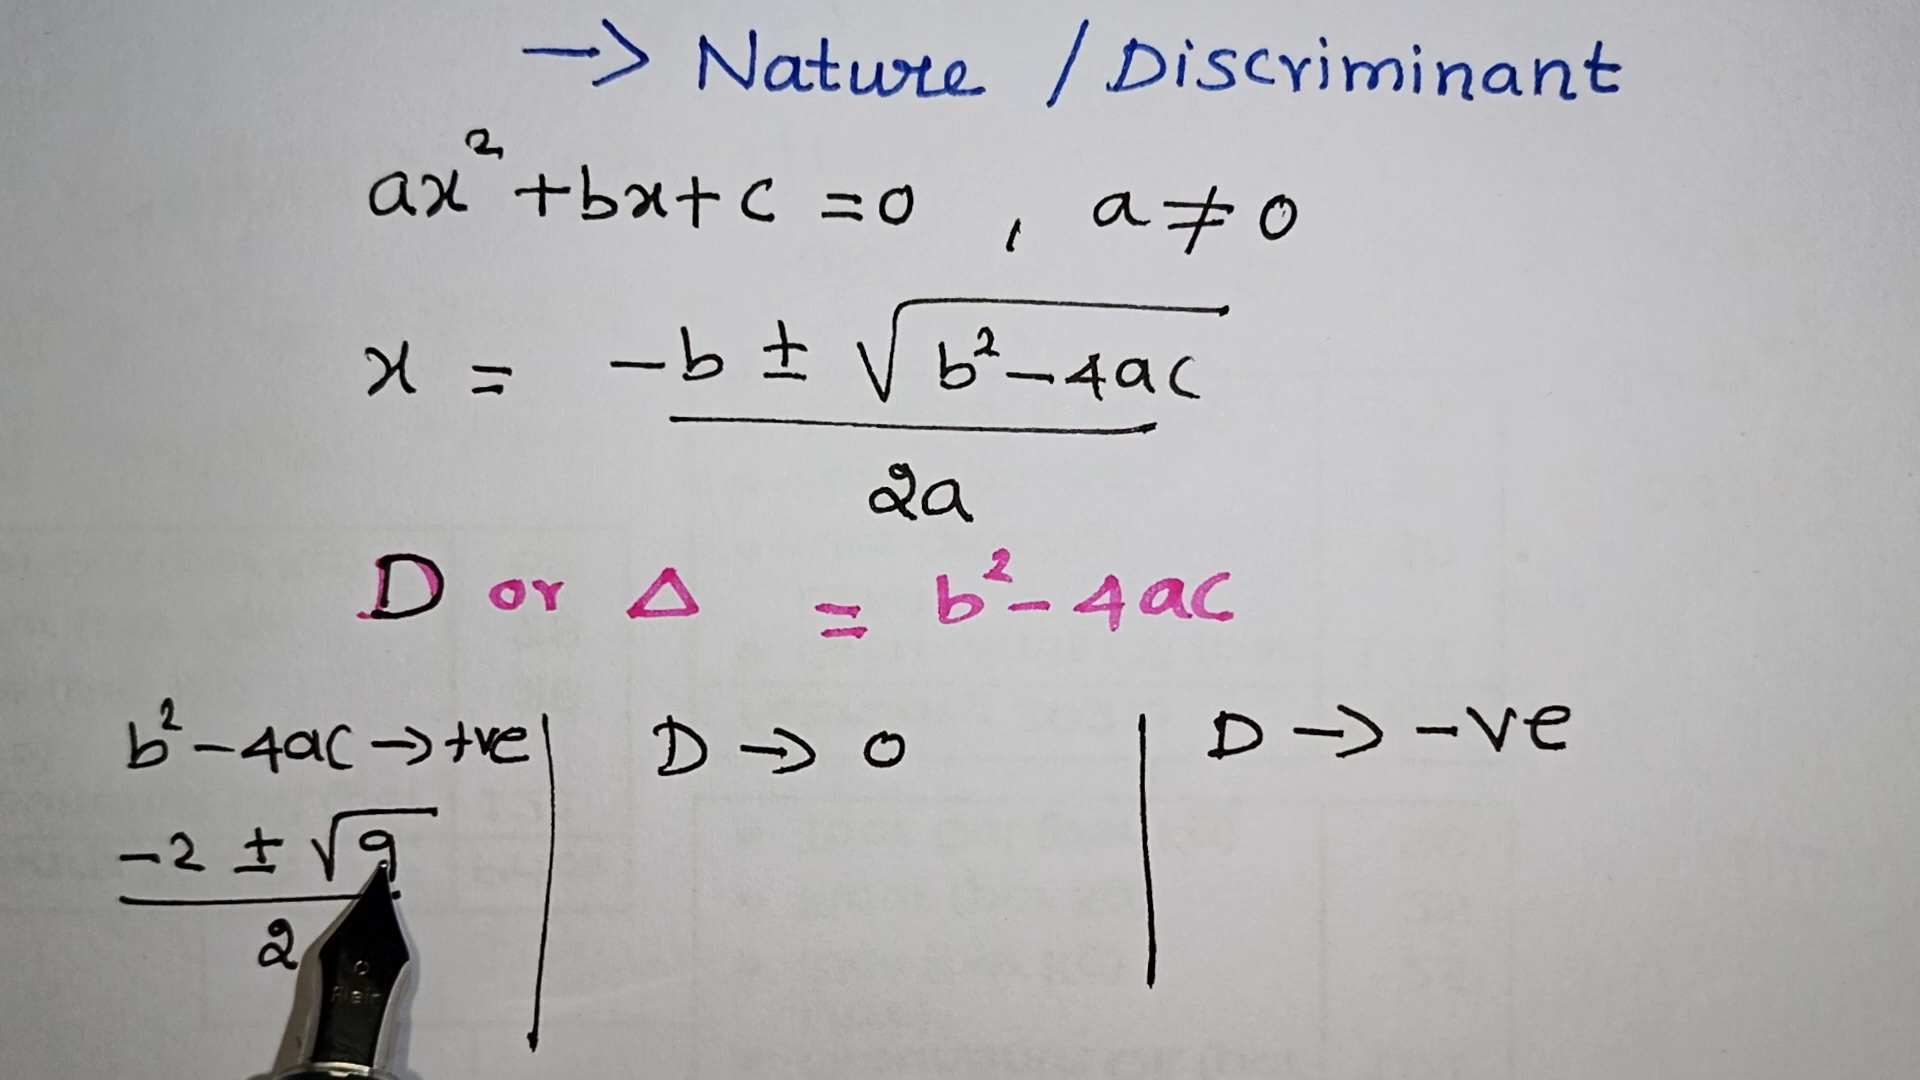 → Nature / Discriminant
ax² + bx + c = 0 , a ≠ 0
x = -b ± √b² - 4ac
2a
D or Δ = b² - 4ac
b² - 4ac → +ve | D → 0 | D → -ve
-2 ± √9
2
Flair